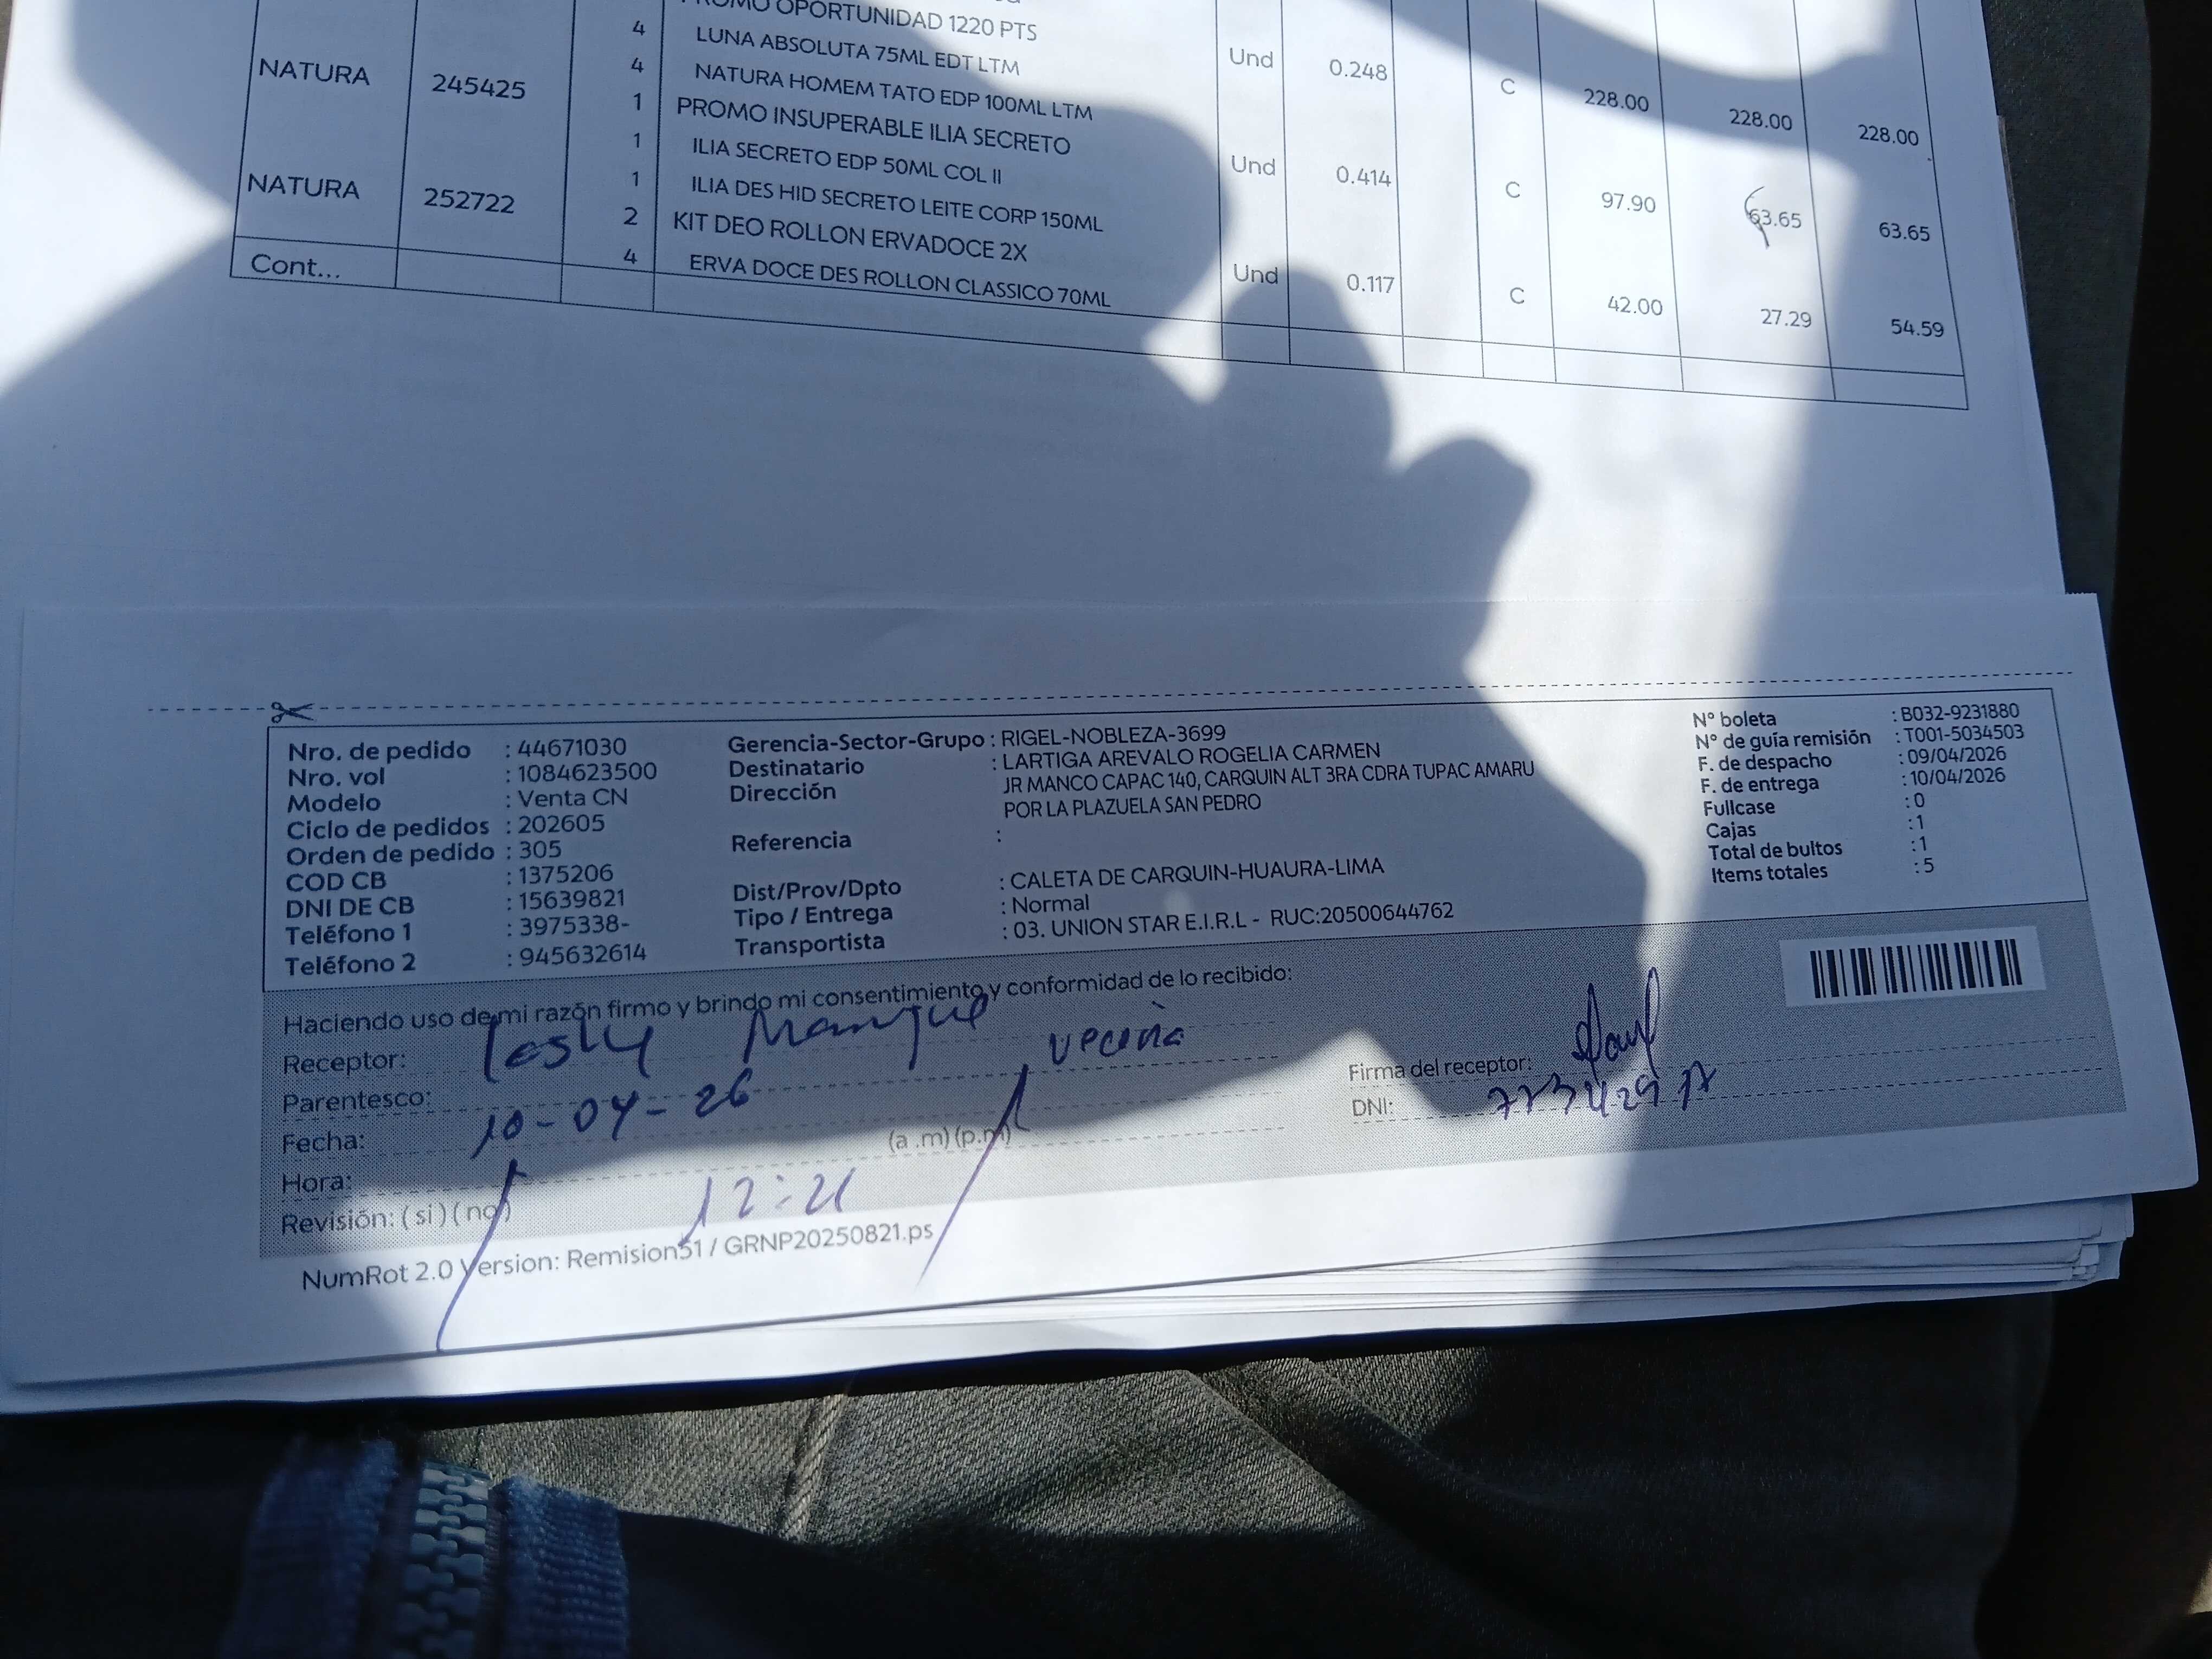 OPORTUNIDAD 1220 PTS
4 LUNA ABSOLUTA 75ML EDT LTM Und 0.248 C 228.00 228.00 228.00
4 NATURA HOMEM TATO EDP 100ML LTM
NATURA 245425 1 PROMO INSUPERABLE ILIA SECRETO Und 0.414 C 97.90 63.65 63.65
1 ILIA SECRETO EDP 50ML COL II
1 ILIA DES HID SECRETO LEITE CORP 150ML
NATURA 252722 2 KIT DEO ROLLON ERVADOCE 2X Und 0.117 C 42.00 27.29 54.59
4 ERVA DOCE DES ROLLON CLASSICO 70ML
Cont...
Nro. de pedido : 44671030
Nro. vol : 1084623500
Modelo : Venta CN
Ciclo de pedidos : 202605
Orden de pedido : 305
COD CB : 1375206
DNI DE CB : 15639821
Teléfono 1 : 3975338-
Teléfono 2 : 945632614
Gerencia-Sector-Grupo : RIGEL-NOBLEZA-3699
Destinatario : LARTIGA AREVALO ROGELIA CARMEN
Dirección JR MANCO CAPAC 140, CARQUIN ALT 3RA CDRA TUPAC AMARU
POR LA PLAZUELA SAN PEDRO
Referencia :
Dist/Prov/Dpto : CALETA DE CARQUIN-HUAURA-LIMA
Tipo / Entrega : Normal
Transportista : 03. UNION STAR E.I.R.L - RUC:20500644762
N° boleta : B032-9231880
N° de guía remisión : T001-5034503
F. de despacho : 09/04/2026
F. de entrega : 10/04/2026
Fullcase : 0
Cajas : 1
Total de bultos : 1
Items totales : 5
Haciendo uso de mi razón firmo y brindo mi consentimiento y conformidad de lo recibido:
Receptor:
Parentesco: vecina
Fecha: 10-04-26
Hora: 12:21 (a .m) (p.m)
Revisión: ( si ) ( no )
Firma del receptor:
DNI:
NumRot 2.0 Version: Remision51 / GRNP20250821.ps